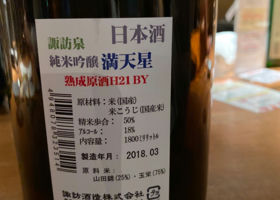 日本酒
諏訪泉
純米吟醸 満天星
熟成原酒H21BY
原材料:米(国産)
米こうじ(国産米)
精米歩合: 50%
アルコール: 18%
内容量: 1800ミリリットル
製造年月: 2018.03
原料米:
山田錦(25%)・玉栄(75%)
諏訪酒造株式会社